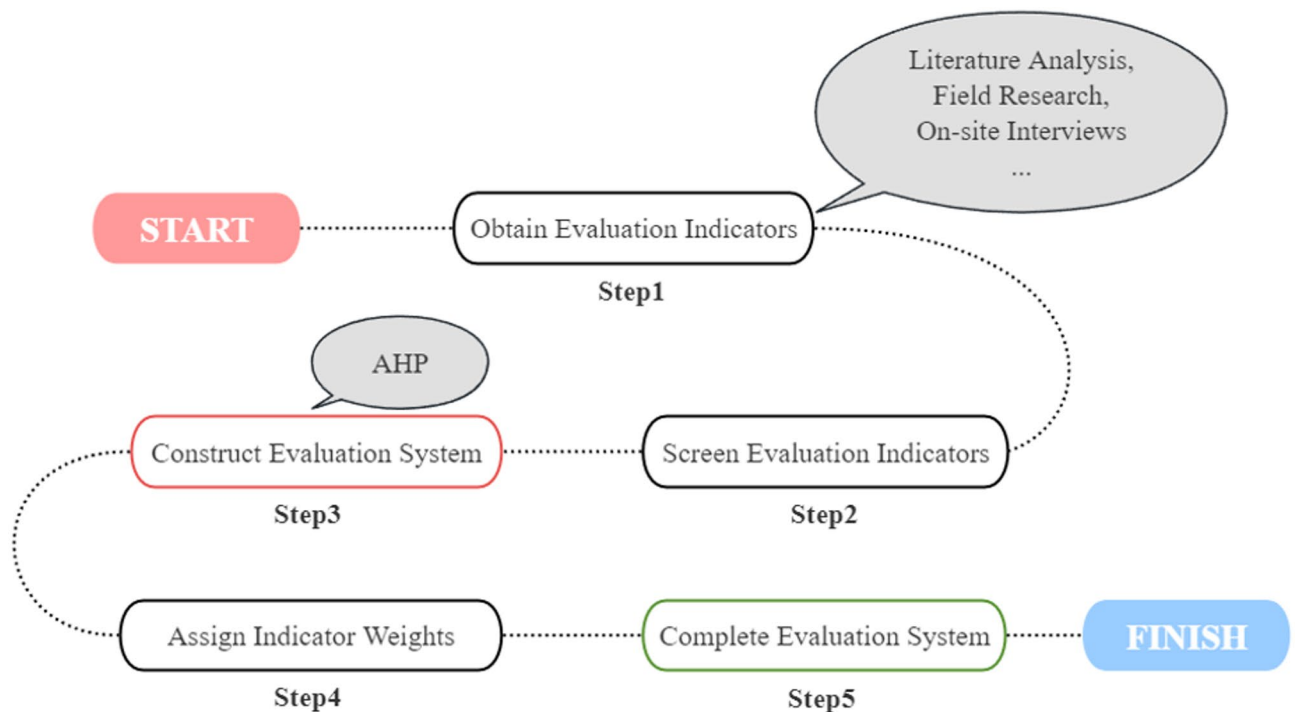 Literature Analysis,
Field Research,
On-site Interviews
...
START
Obtain Evaluation Indicators
Step1
AHP
Screen Evaluation Indicators
Step2
Construct Evaluation System
Step3
Assign Indicator Weights
Step4
Complete Evaluation System
Step5
FINISH